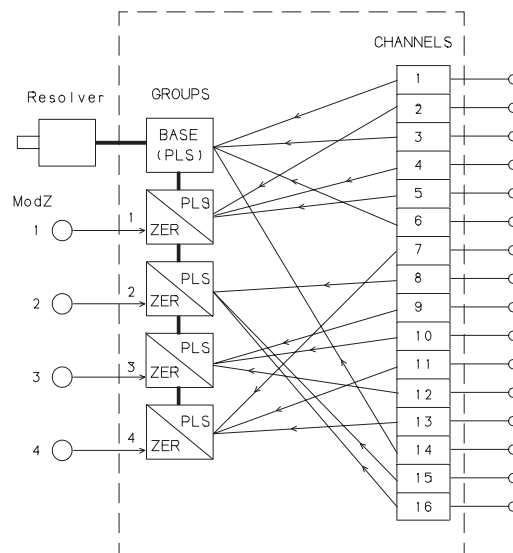 CHANNELS
Resolver
GROUPS
BASE
(PLS)
ModZ
1
1
PLS
ZER
2
2
PLS
ZER
3
3
PLS
ZER
4
4
PLS
ZER
1
2
3
4
5
6
7
8
9
10
11
12
13
14
15
16